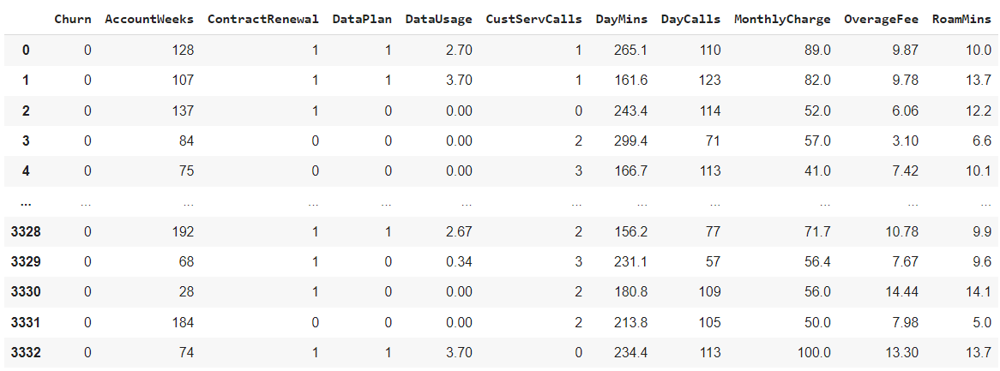 Churn AccountWeeks ContractRenewal DataPlan DataUsage CustServCalls DayMins DayCalls MonthlyCharge OverageFee RoamMins
0 0 128 1 1 2.70 1 265.1 110 89.0 9.87 10.0
1 0 107 1 1 3.70 1 161.6 123 82.0 9.78 13.7
2 0 137 1 0 0.00 0 243.4 114 52.0 6.06 12.2
3 0 84 0 0 0.00 2 299.4 71 57.0 3.10 6.6
4 0 75 0 0 0.00 3 166.7 113 41.0 7.42 10.1
... ... ... ... ... ... ... ... ... ... ... ...
3328 0 192 1 1 2.67 2 156.2 77 71.7 10.78 9.9
3329 0 68 1 0 0.34 3 231.1 57 56.4 7.67 9.6
3330 0 28 1 0 0.00 2 180.8 109 56.0 14.44 14.1
3331 0 184 0 0 0.00 2 213.8 105 50.0 7.98 5.0
3332 0 74 1 1 3.70 0 234.4 113 100.0 13.30 13.7